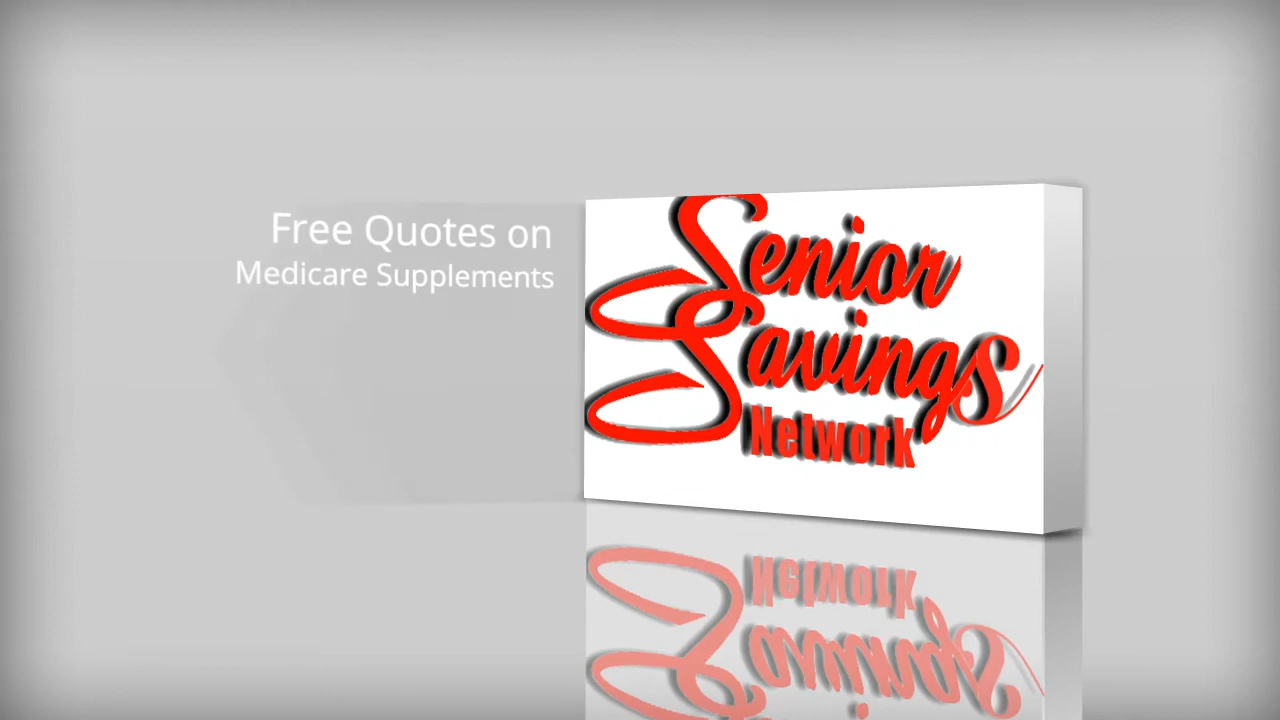 Free Quotes on
Medicare Supplements
Senior
Savings
Network